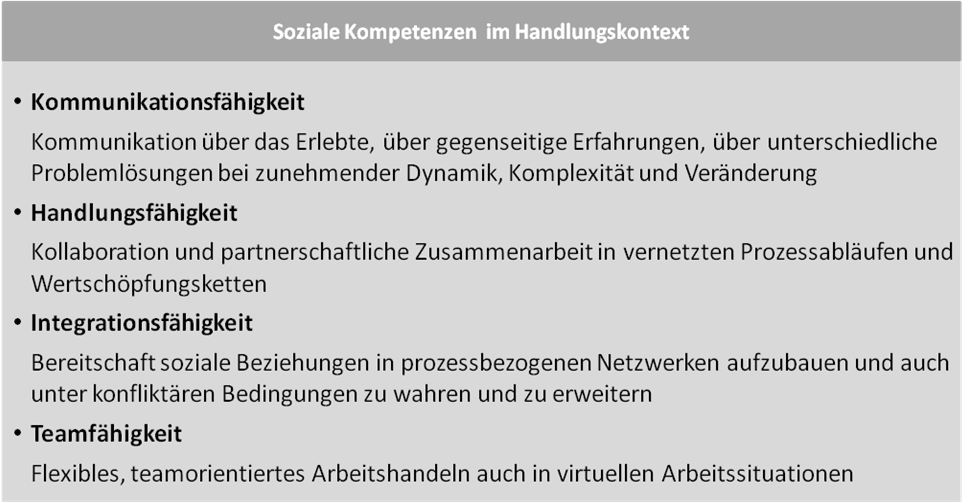 Soziale Kompetenzen im Handlungskontext
• Kommunikationsfähigkeit
Kommunikation über das Erlebte, über gegenseitige Erfahrungen, über unterschiedliche
Problemlösungen bei zunehmender Dynamik, Komplexität und Veränderung
• Handlungsfähigkeit
Kollaboration und partnerschaftliche Zusammenarbeit in vernetzten Prozessabläufen und
Wertschöpfungsketten
• Integrationsfähigkeit
Bereitschaft soziale Beziehungen in prozessbezogenen Netzwerken aufzubauen und auch
unter konfliktären Bedingungen zu wahren und zu erweitern
• Teamfähigkeit
Flexibles, teamorientiertes Arbeitshandeln auch in virtuellen Arbeitssituationen